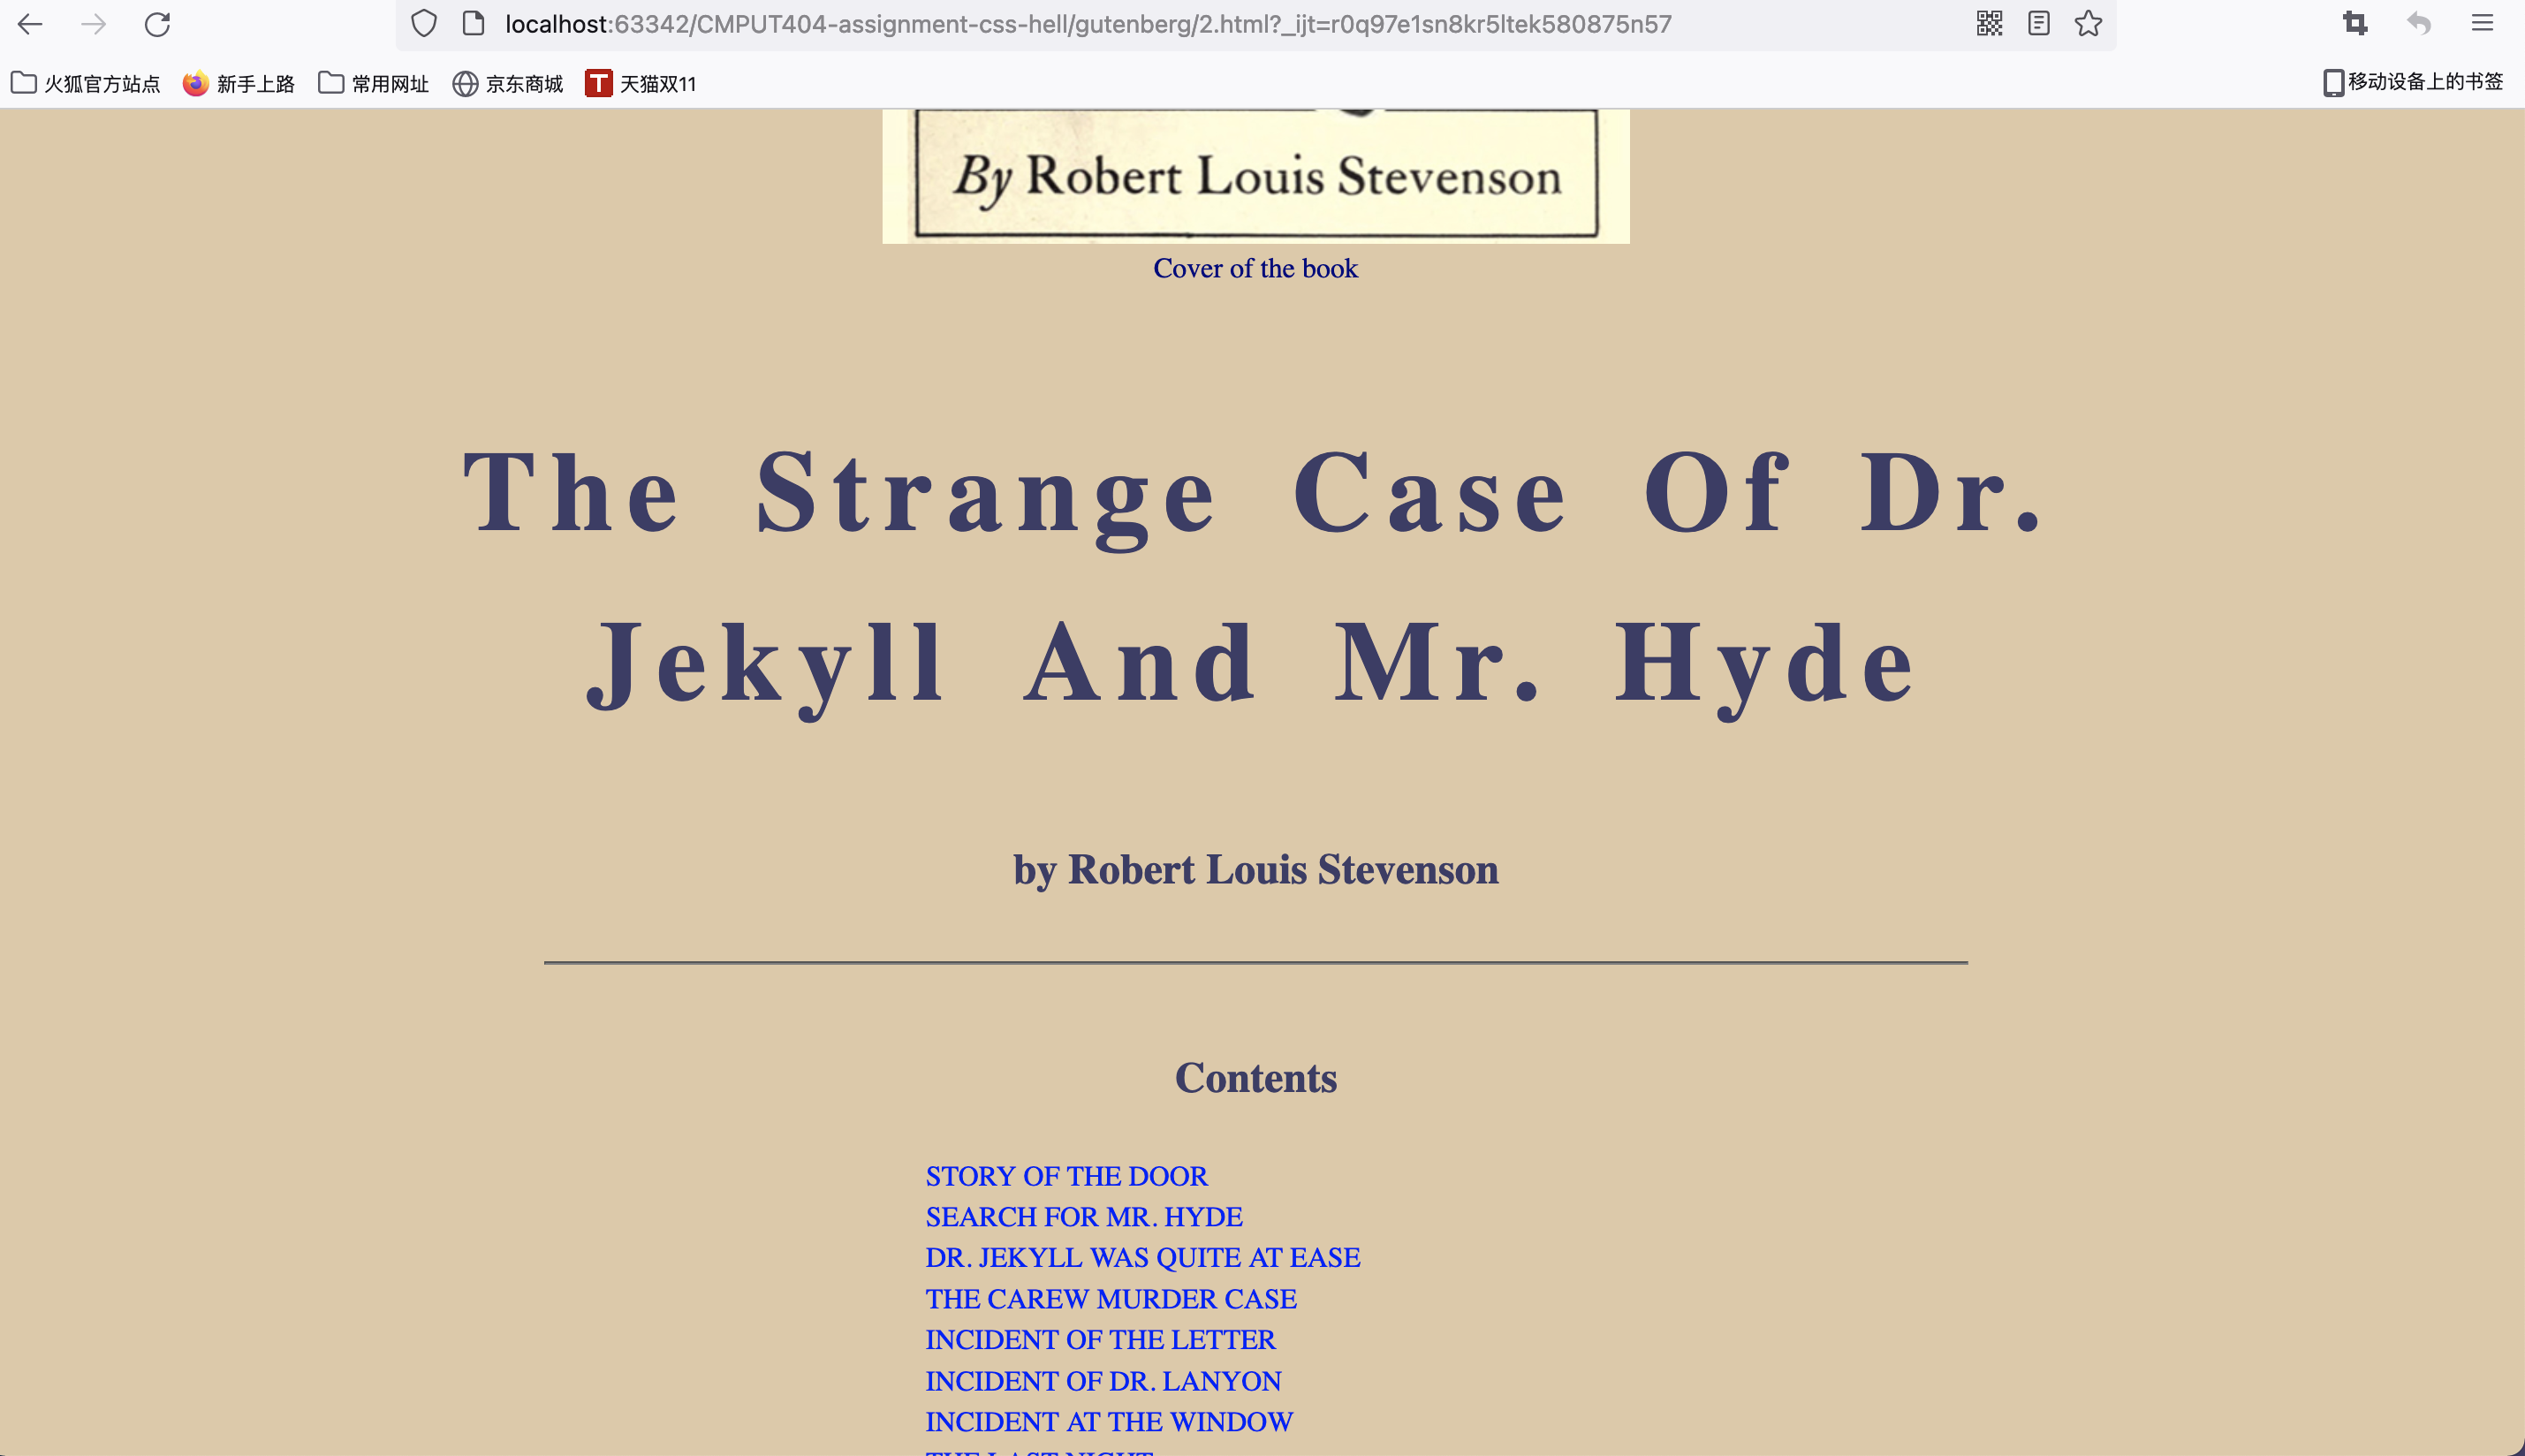 localhost:63342/CMPUT404-assignment-css-hell/gutenberg/2.html?_ijt=r0q97e1sn8kr5ltek580875n57
火狐官方站点 新手上路 常用网址 京东商城 T 天猫双11 移动设备上的书签
By Robert Louis Stevenson
Cover of the book
The Strange Case Of Dr.
Jekyll And Mr. Hyde
by Robert Louis Stevenson
Contents
STORY OF THE DOOR
SEARCH FOR MR. HYDE
DR. JEKYLL WAS QUITE AT EASE
THE CAREW MURDER CASE
INCIDENT OF THE LETTER
INCIDENT OF DR. LANYON
INCIDENT AT THE WINDOW
THE LAST NIGHT